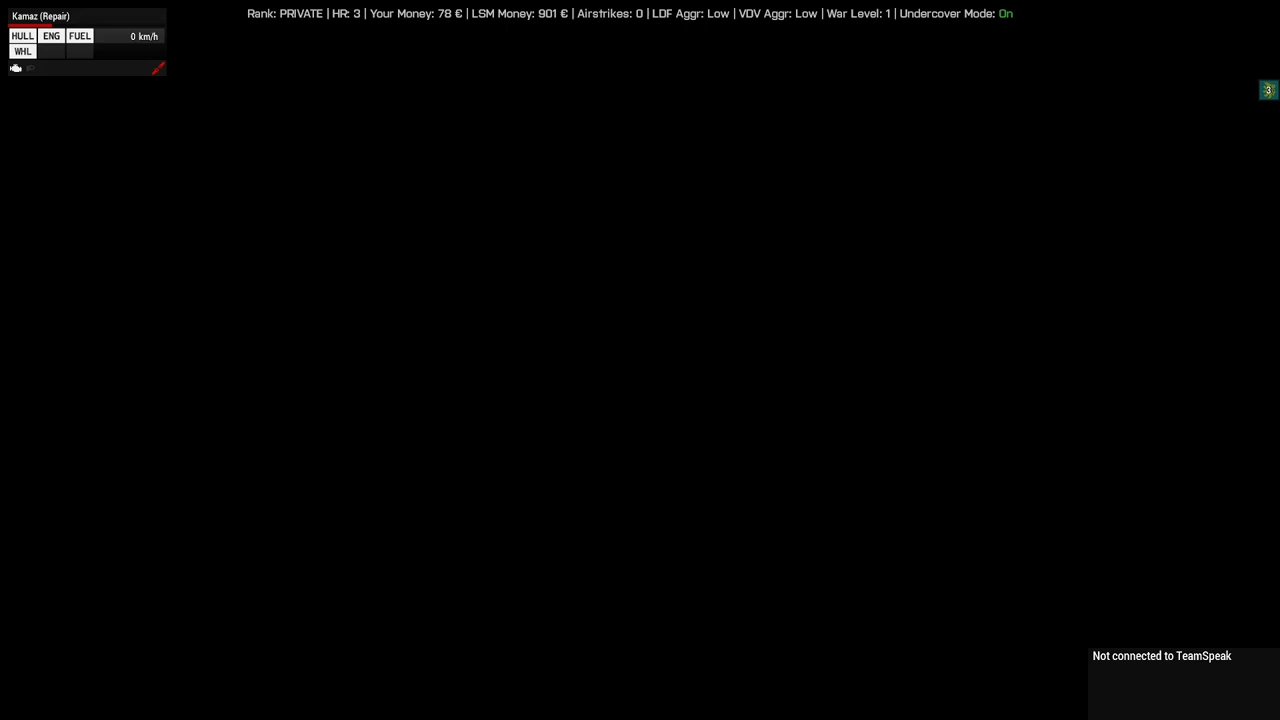 Kamaz (Repair)
Rank: PRIVATE | HR: 3 | Your Money: 78 € | LSM Money: 901 € | Airstrikes: 0 | LDF Aggr: Low | VDV Aggr: Low | War Level: 1 | Undercover Mode: On
HULL ENG FUEL 0 km/h
WHL
3
Not connected to TeamSpeak